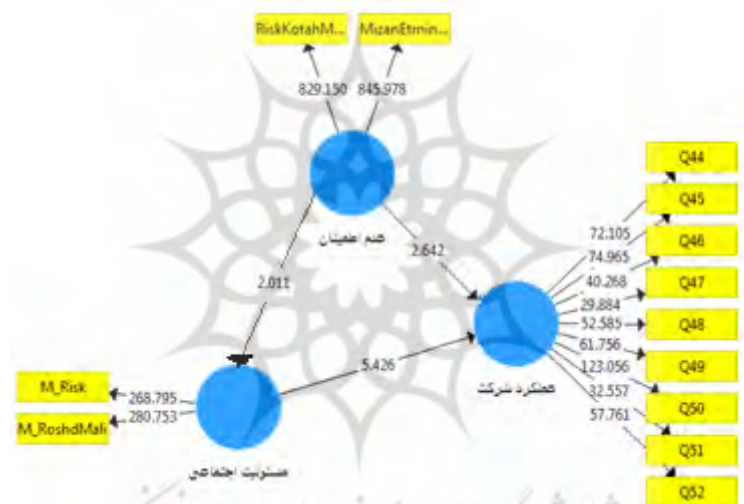 RiskKotahM... MizanEtmin...
829.150 845.978
عدم اطمینان
2.011 2.642
Q44
Q45
Q46
Q47
Q48
Q49
Q50
Q51
Q52
72.105
74.965
40.268
29.884
52.585
61.756
123.056
32.557
57.761
عملکرد شرکت
5.426
M_Risk
M_RoshdMali
268.795
280.753
مسئولیت اجتماعی